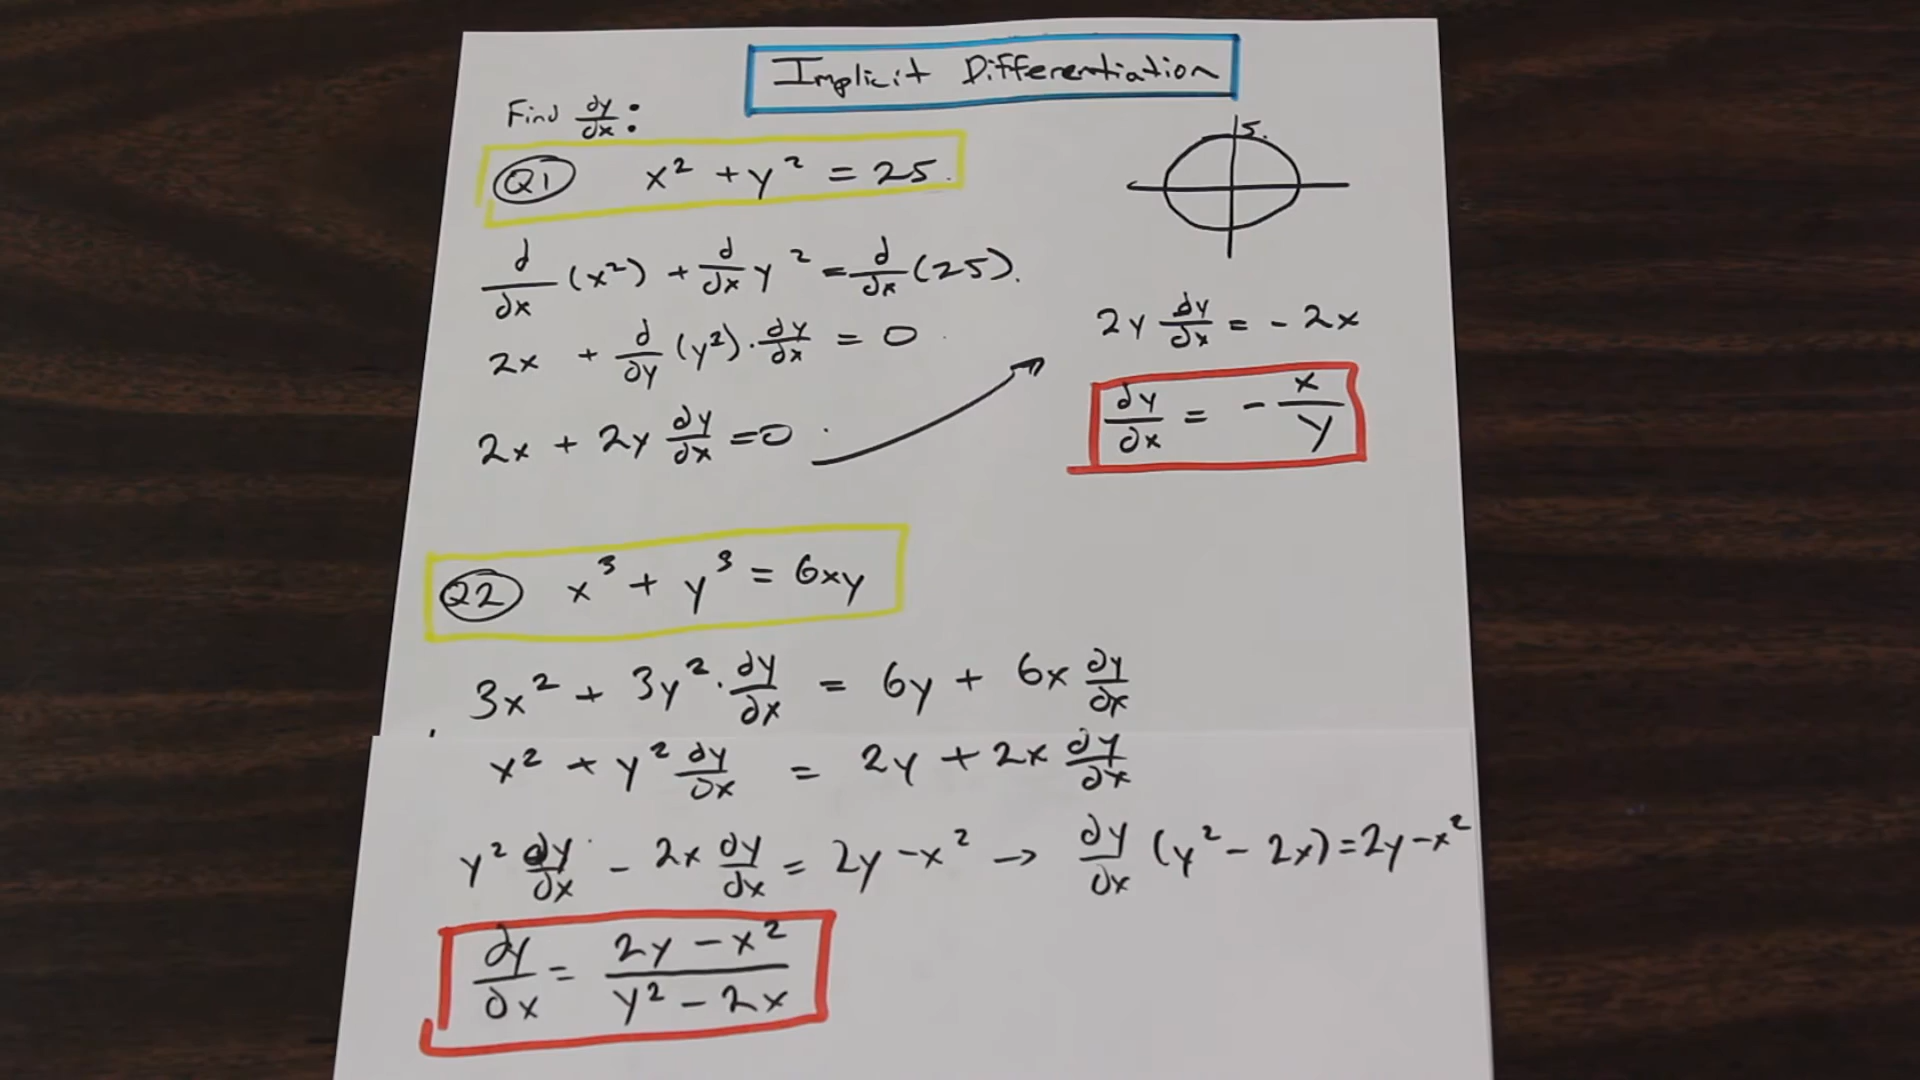 Implicit Differentiation
Find dy/dx:
Q1 x² + y² = 25.
5.
d/dx (x²) + d/dx y² = d/dx (25).
2x + d/dy (y²) · dy/dx = 0
2x + 2y dy/dx = 0
2y dy/dx = - 2x
dy/dx = - x/y
Q2 x³ + y³ = 6xy
3x² + 3y² · dy/dx = 6y + 6x dy/dx
x² + y² dy/dx = 2y + 2x dy/dx
y² dy/dx - 2x dy/dx = 2y - x² → dy/dx (y² - 2x) = 2y - x²
dy/dx = (2y - x²)/(y² - 2x)